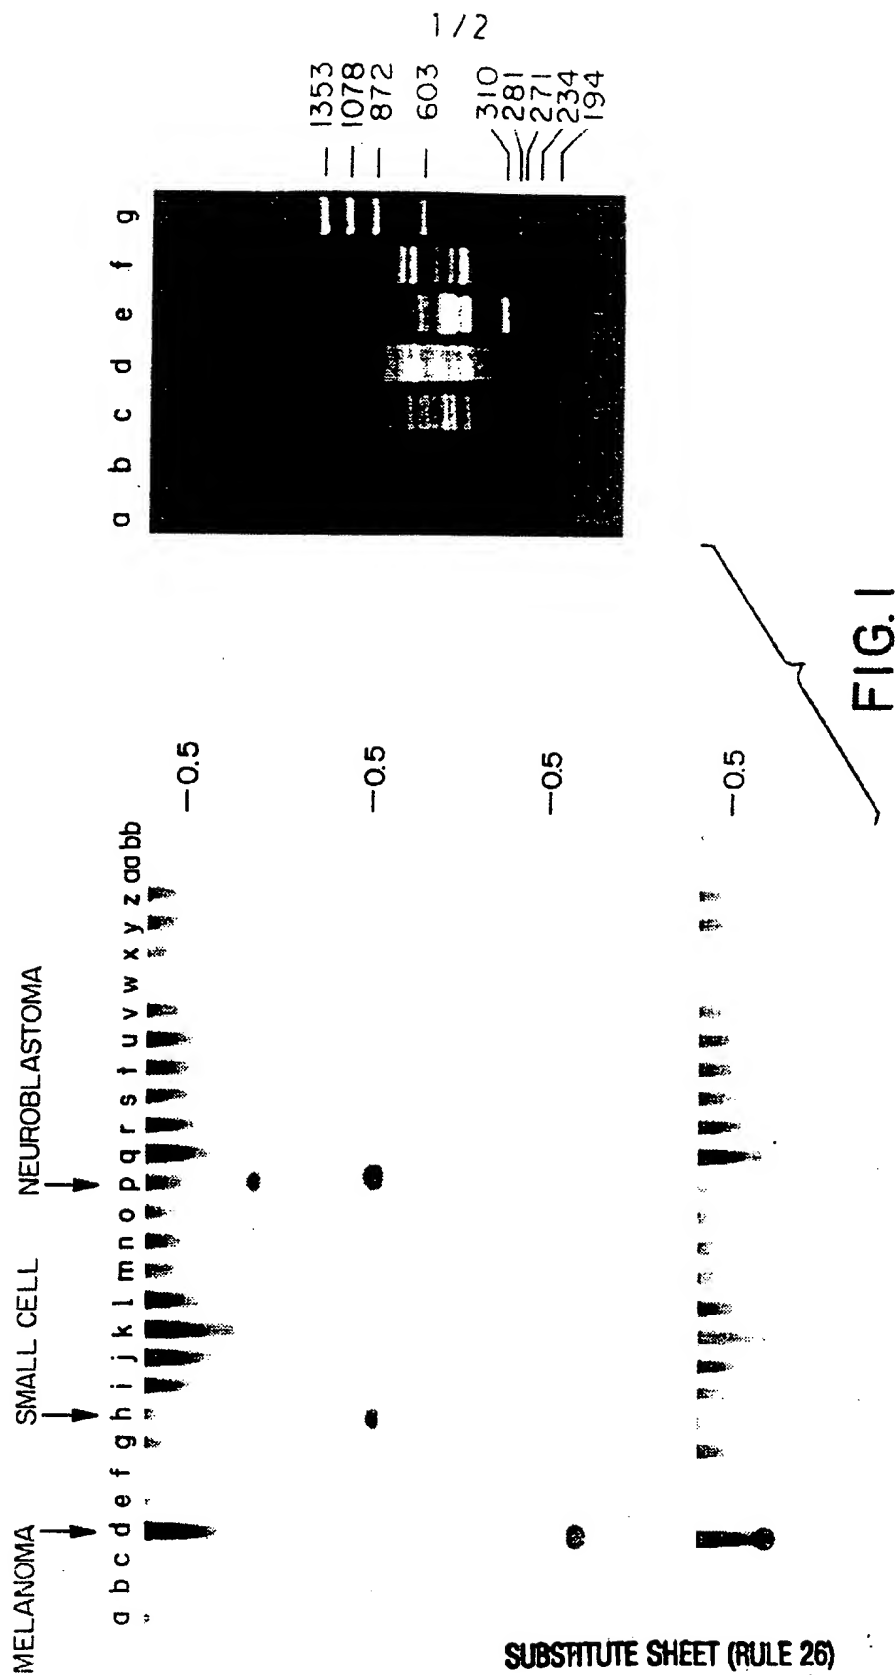 1/2
MELANOMA
SMALL CELL
NEUROBLASTOMA
a b c d e f g h i j k l m n o p q r s t u v w x y z aa bb
-0.5
-0.5
-0.5
-0.5
a b c d e f g
1353
1078
872
603
310
281
271
234
194
FIG. 1
SUBSTITUTE SHEET (RULE 26)